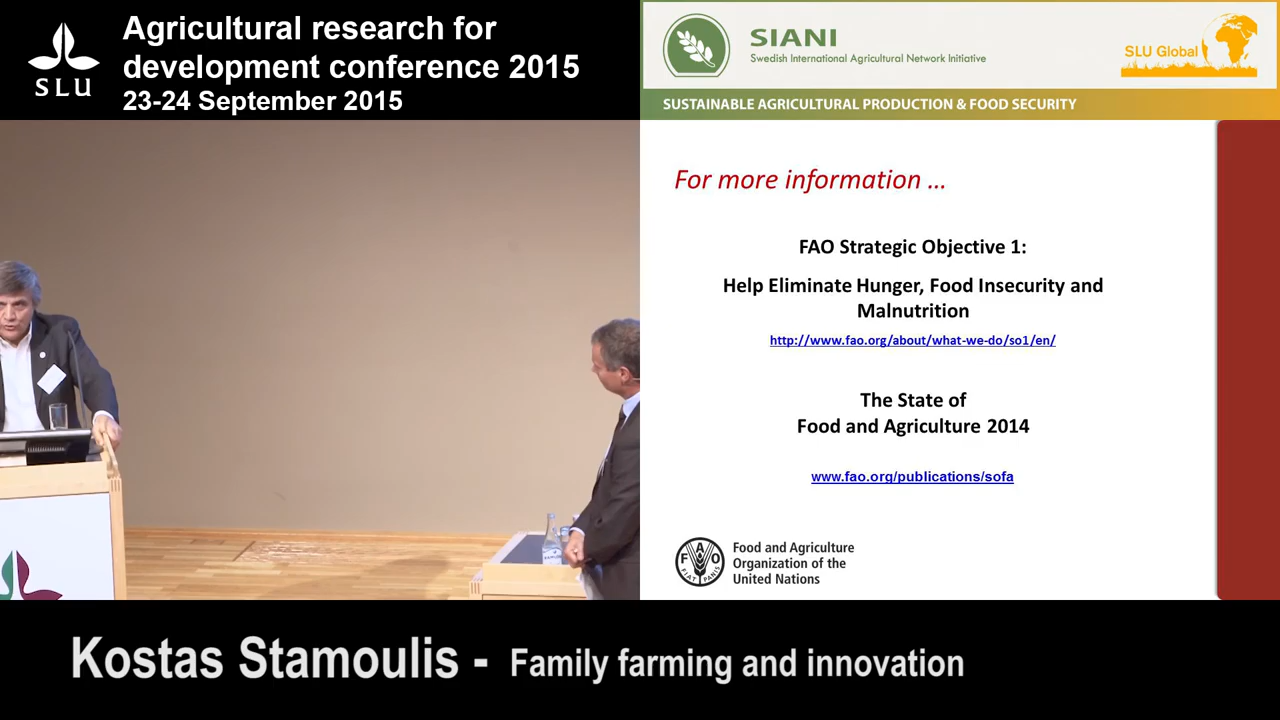 SLU
Agricultural research for
development conference 2015
23-24 September 2015
SIANI
Swedish International Agricultural Network Initiative
SLU Global
SUSTAINABLE AGRICULTURAL PRODUCTION & FOOD SECURITY
For more information ...
FAO Strategic Objective 1:
Help Eliminate Hunger, Food Insecurity and
Malnutrition
http://www.fao.org/about/what-we-do/so1/en/
The State of
Food and Agriculture 2014
www.fao.org/publications/sofa
FAO
FIAT PANIS
Food and Agriculture
Organization of the
United Nations
Kostas Stamoulis - Family farming and innovation